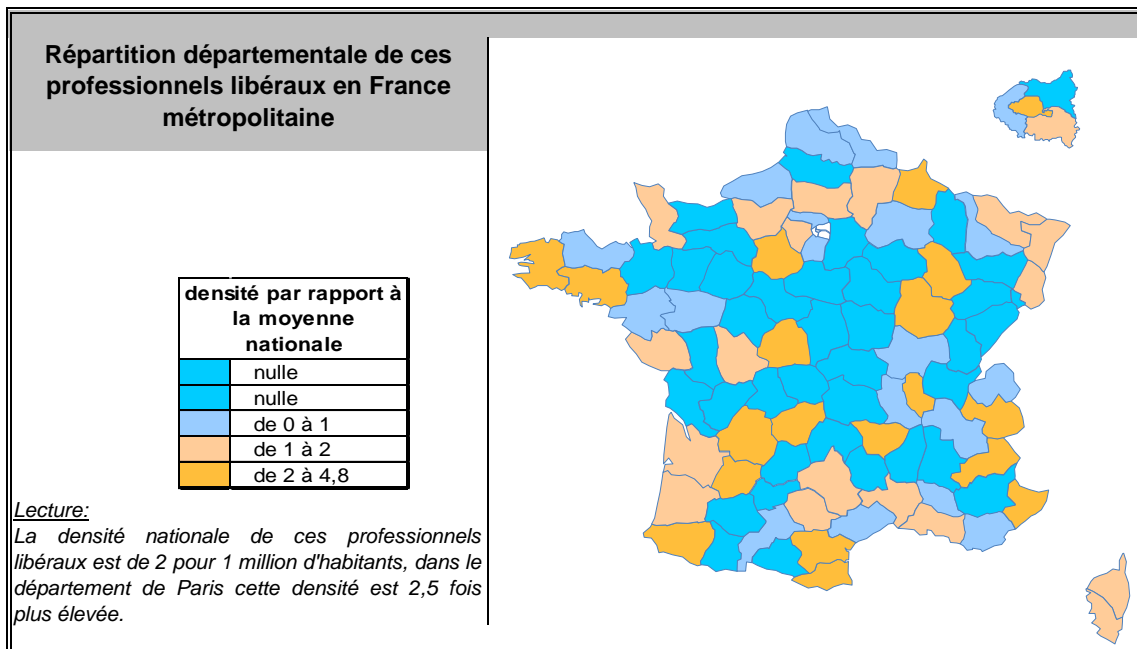 Répartition départementale de ces
professionnels libéraux en France
métropolitaine
densité par rapport à
la moyenne
nationale
nulle
nulle
de 0 à 1
de 1 à 2
de 2 à 4,8
Lecture:
La densité nationale de ces professionnels
libéraux est de 2 pour 1 million d'habitants, dans le
département de Paris cette densité est 2,5 fois
plus élevée.